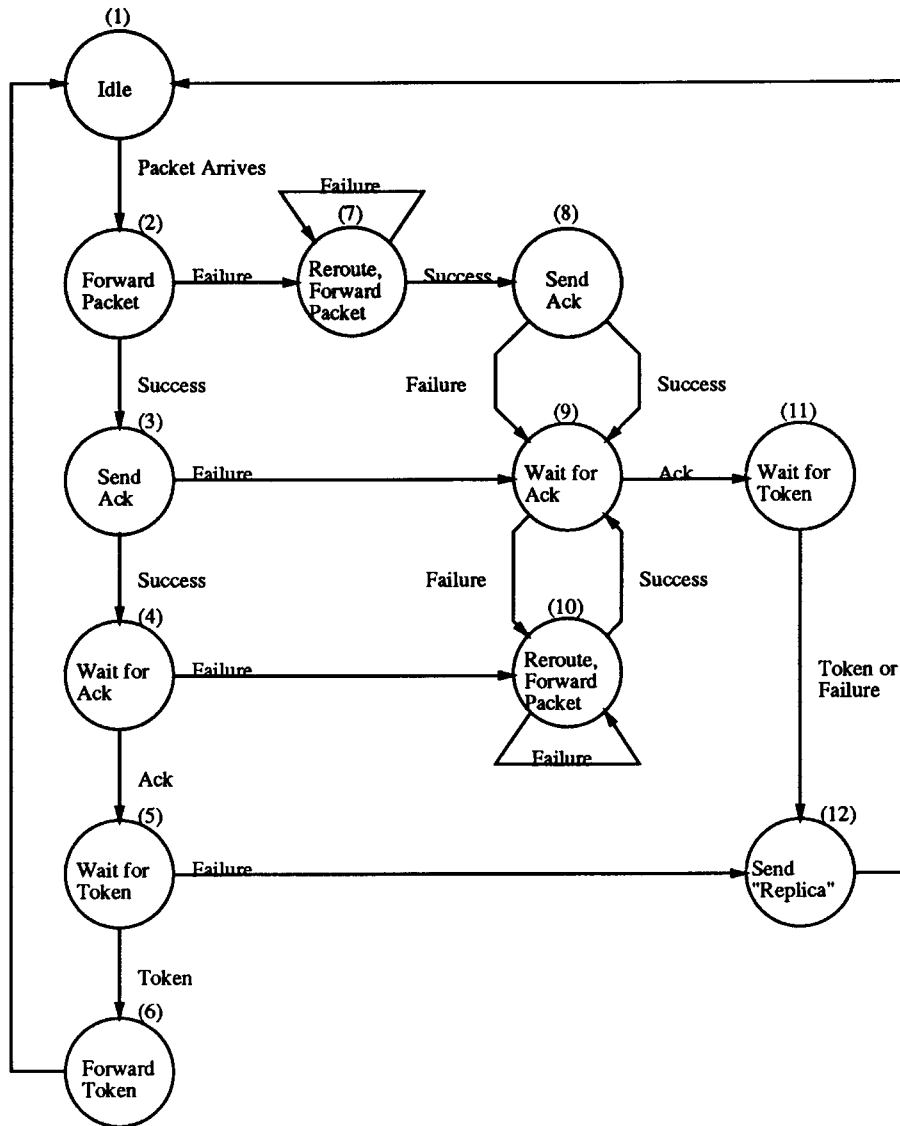 (1)
Idle
Packet Arrives
Failure
(2)
(7)
(8)
Forward
Packet
Failure
Reroute,
Forward
Packet
Success
Send
Ack
Success
Failure
Success
(3)
(9)
(11)
Send
Ack
Failure
Wait for
Ack
Ack
Wait for
Token
Success
Failure
Success
(4)
(10)
Wait for
Ack
Failure
Reroute,
Forward
Packet
Token or
Failure
Failure
Ack
(5)
(12)
Wait for
Token
Failure
Send
"Replica"
Token
(6)
Forward
Token